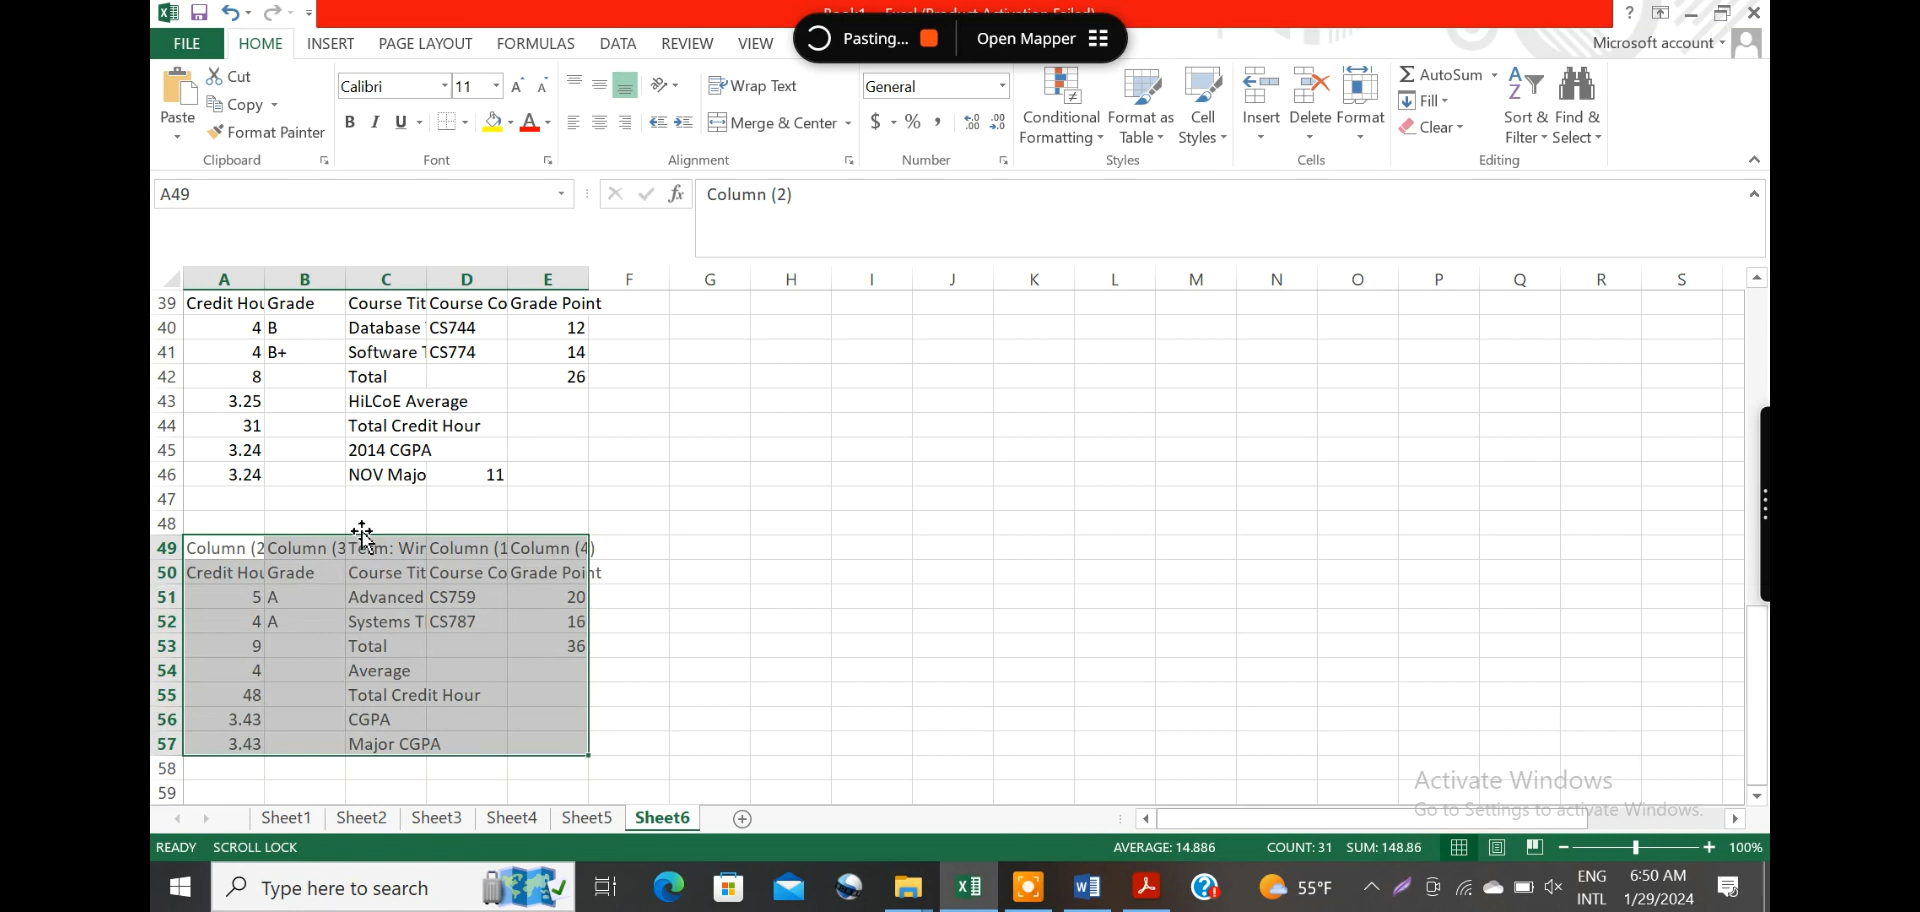 Pasting... Open Mapper
FILE HOME INSERT PAGE LAYOUT FORMULAS DATA REVIEW VIEW Microsoft account
Cut
Copy
Format Painter
Paste
Calibri 11
B I U A
Wrap Text
Merge & Center
General
$ % ,
Conditional Formatting Format as Table Cell Styles
Insert Delete Format
AutoSum
Fill
Clear
Sort & Filter Find & Select
Clipboard Font Alignment Number Styles Cells Editing
A49 fx Column (2)
A B C D E F G H I J K L M N O P Q R S
39 Credit Hou Grade Course Tit Course Co Grade Point
40 4 B Database CS744 12
41 4 B+ Software T CS774 14
42 8 Total 26
43 3.25 HiLCoE Average
44 31 Total Credit Hour
45 3.24 2014 CGPA
46 3.24 NOV Majo 11
47
48
49 Column (2 Column (3 Term: Wir Column (1 Column (4)
50 Credit Hou Grade Course Tit Course Co Grade Point
51 5 A Advanced CS759 20
52 4 A Systems T CS787 16
53 9 Total 36
54 4 Average
55 48 Total Credit Hour
56 3.43 CGPA
57 3.43 Major CGPA
58
59
Activate Windows
Go to Settings to activate Windows.
Sheet1 Sheet2 Sheet3 Sheet4 Sheet5 Sheet6
READY SCROLL LOCK AVERAGE: 14.886 COUNT: 31 SUM: 148.86 100%
Type here to search
55°F
ENG
INTL
6:50 AM
1/29/2024